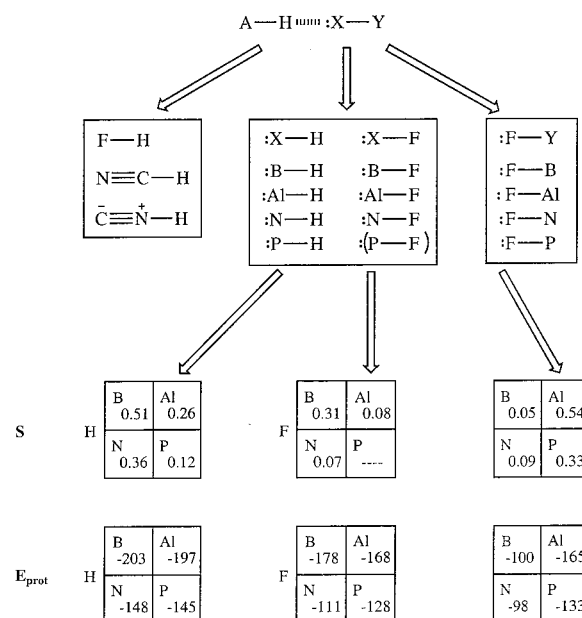 A—H :X—Y
F—H
N≡C—H
C̄≡N⁺—H
:X—H :X—F
:B—H :B—F
:Al—H :Al—F
:N—H :N—F
:P—H :(P—F)
:F—Y
:F—B
:F—Al
:F—N
:F—P
S
H
B 0.51 Al 0.26
N 0.36 P 0.12
F
B 0.31 Al 0.08
N 0.07 P ----
B 0.05 Al 0.54
N 0.09 P 0.33
Eprot
H
B -203 Al -197
N -148 P -145
F
B -178 Al -168
N -111 P -128
B -100 Al -165
N -98 P -133